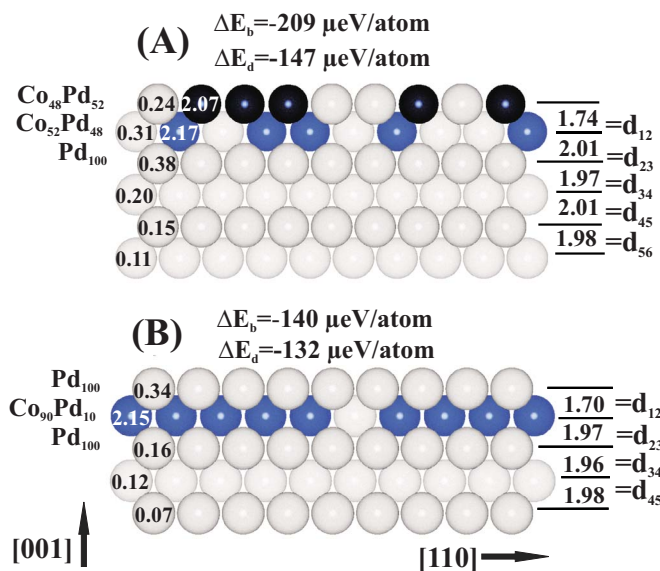 (A)
ΔE_b=-209 µeV/atom
ΔE_d=-147 µeV/atom
Co₄₈Pd₅₂
0.24 2.07
1.74 =d₁₂
Co₅₂Pd₄₈
0.31 2.17
2.01 =d₂₃
Pd₁₀₀
0.38
1.97 =d₃₄
0.20
2.01 =d₄₅
0.15
1.98 =d₅₆
0.11
(B)
ΔE_b=-140 µeV/atom
ΔE_d=-132 µeV/atom
Pd₁₀₀
0.34
1.70 =d₁₂
Co₉₀Pd₁₀
2.15
1.97 =d₂₃
Pd₁₀₀
0.16
1.96 =d₃₄
0.12
1.98 =d₄₅
0.07
[001]
[110]